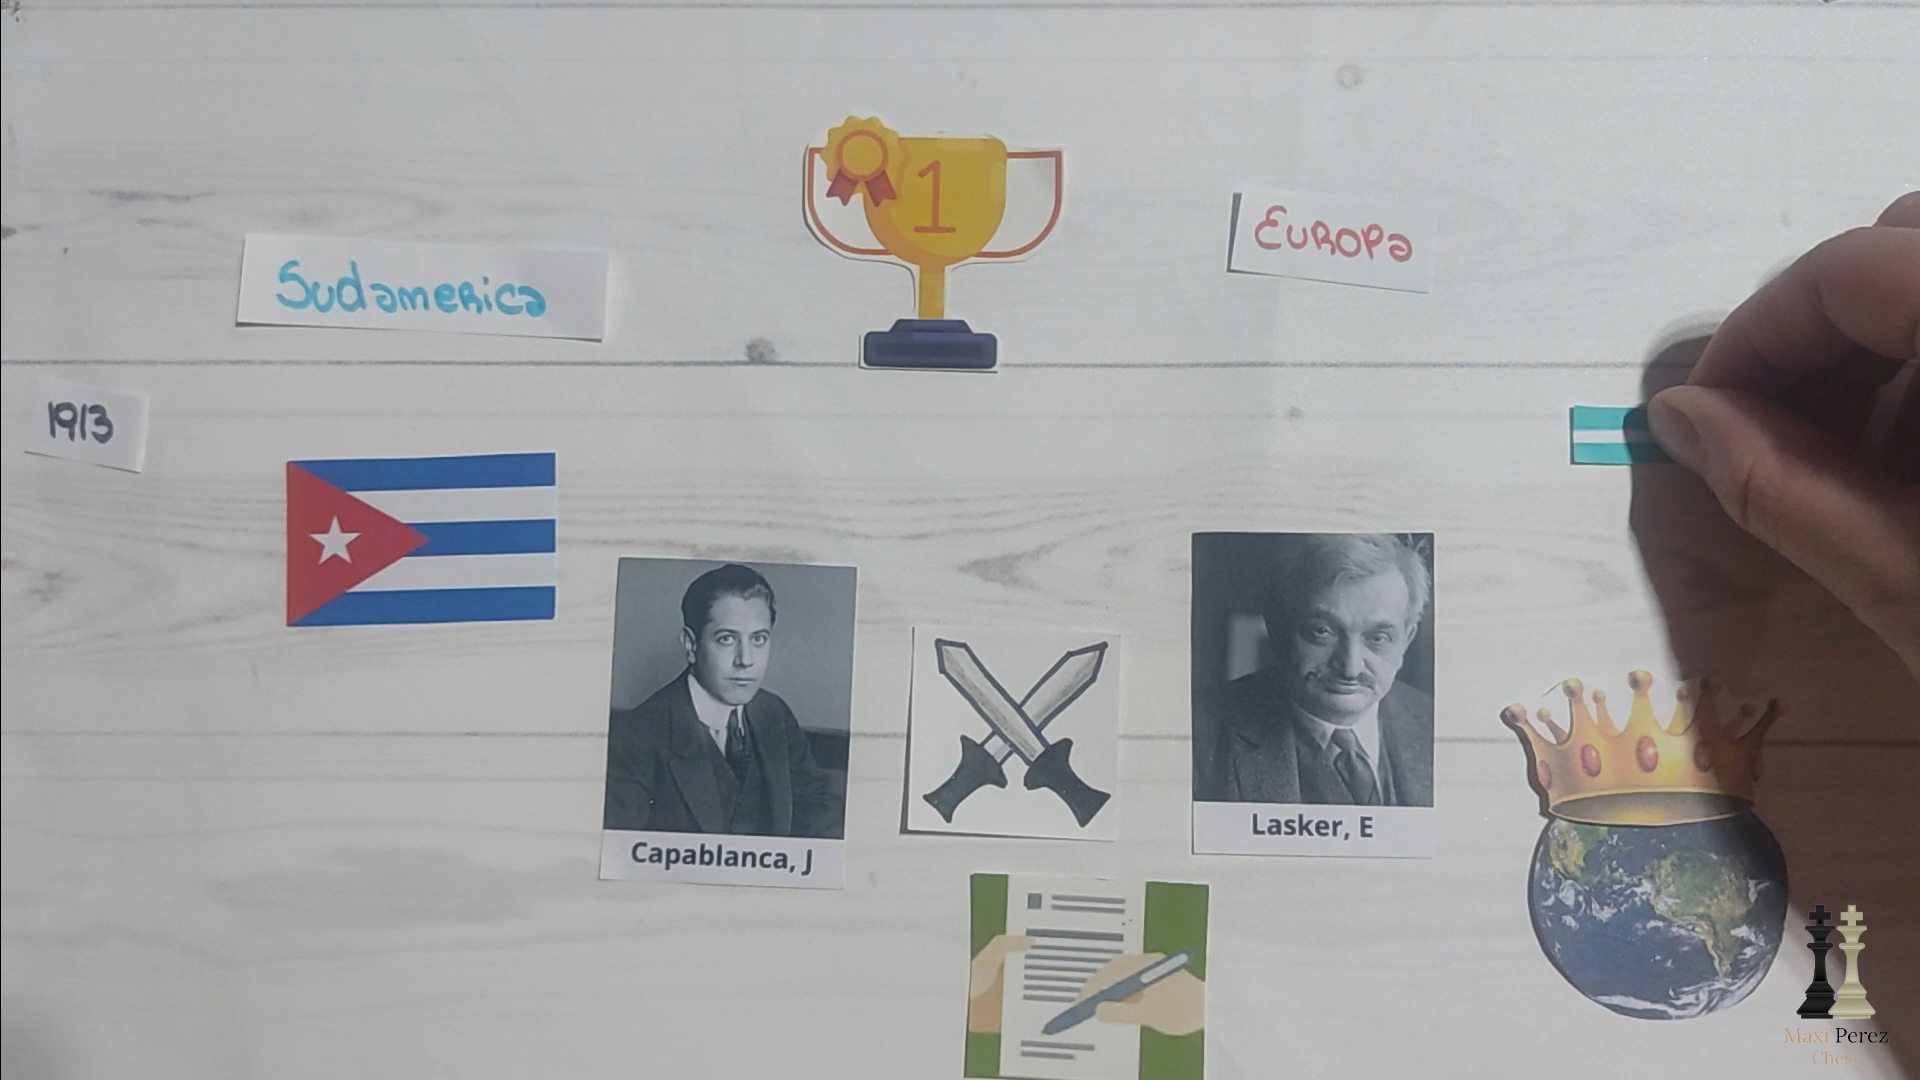 1
Sudamerica
Europa
1913
Capablanca, J
Lasker, E
Maxi Perez
Chess